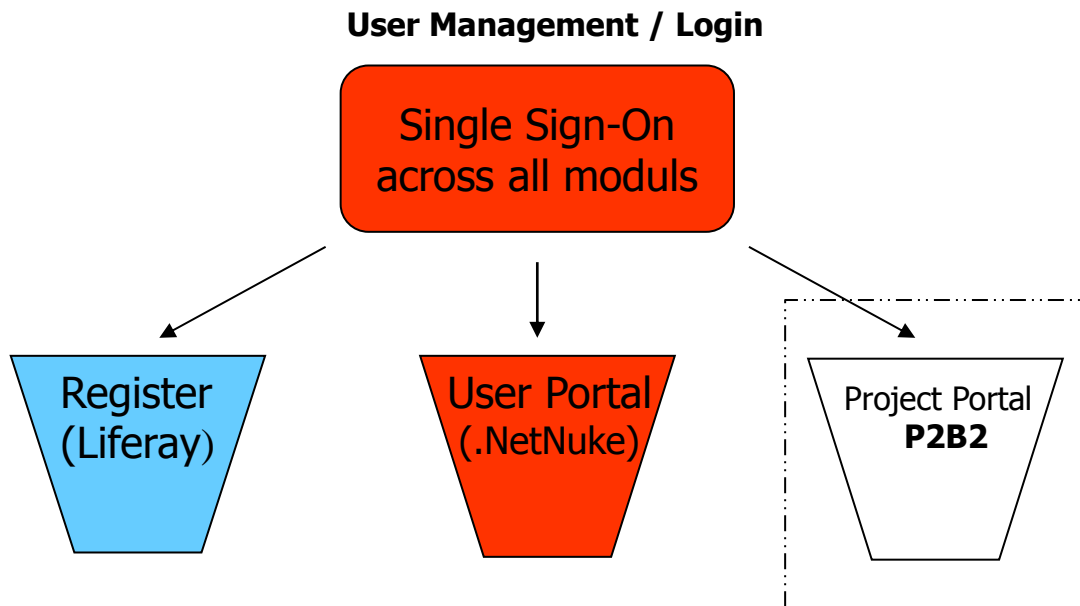 User Management / Login
Single Sign-On
across all moduls
Register
(Liferay)
User Portal
(.NetNuke)
Project Portal
P2B2